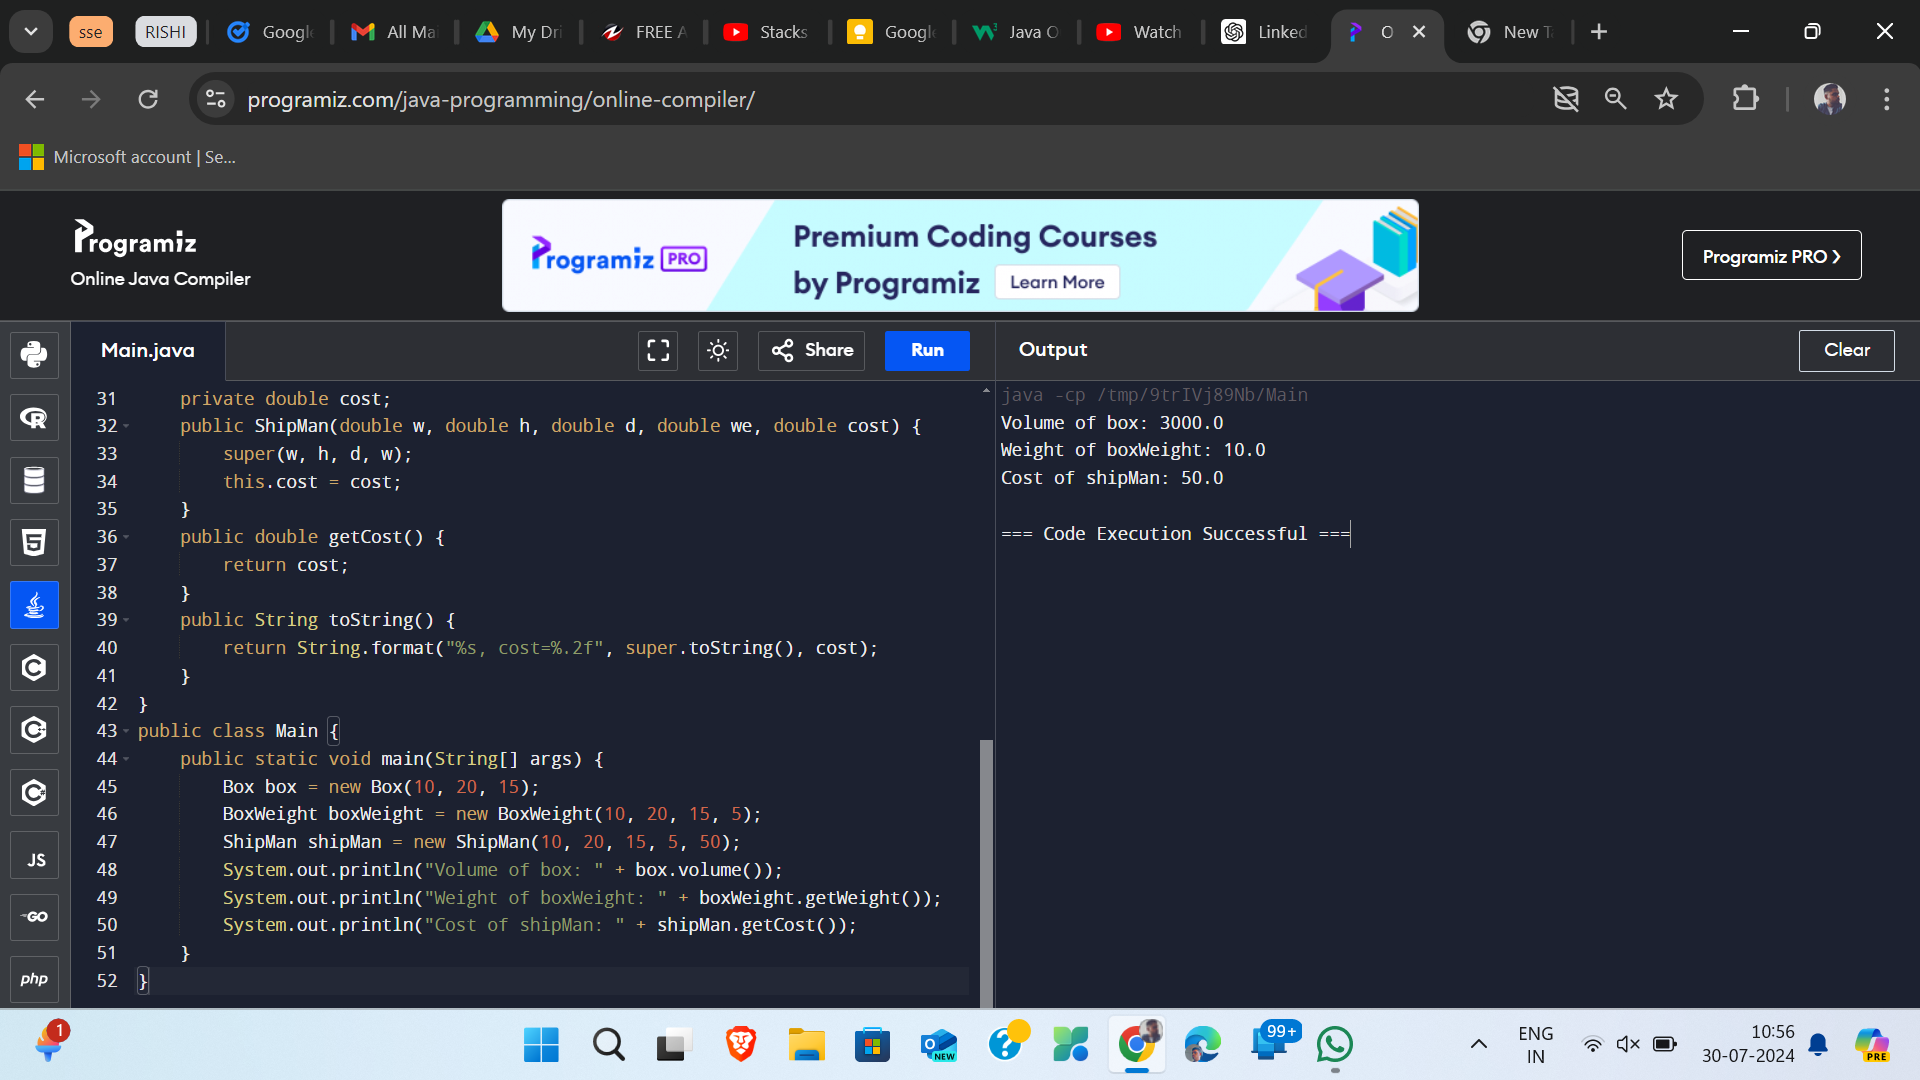 sse
RISHI
Google
All Mai
My Dri
FREE A
Stacks
Google
Java O
Watch
Linked
O
New Ta
programiz.com/java-programming/online-compiler/
Microsoft account | Se...
Programiz
Online Java Compiler
Programiz PRO
Premium Coding Courses
by Programiz
Learn More
Programiz PRO ›
Main.java
Share
Run
Output
Clear
31 private double cost;
32 public ShipMan(double w, double h, double d, double we, double cost) {
33 super(w, h, d, w);
34 this.cost = cost;
35 }
36 public double getCost() {
37 return cost;
38 }
39 public String toString() {
40 return String.format("%s, cost=%.2f", super.toString(), cost);
41 }
42 }
43 public class Main {
44 public static void main(String[] args) {
45 Box box = new Box(10, 20, 15);
46 BoxWeight boxWeight = new BoxWeight(10, 20, 15, 5);
47 ShipMan shipMan = new ShipMan(10, 20, 15, 5, 50);
48 System.out.println("Volume of box: " + box.volume());
49 System.out.println("Weight of boxWeight: " + boxWeight.getWeight());
50 System.out.println("Cost of shipMan: " + shipMan.getCost());
51 }
52 }
java -cp /tmp/9trIVj89Nb/Main
Volume of box: 3000.0
Weight of boxWeight: 10.0
Cost of shipMan: 50.0
=== Code Execution Successful ===
JS
GO
php
1
NEW
99+
ENG
IN
10:56
30-07-2024
PRE